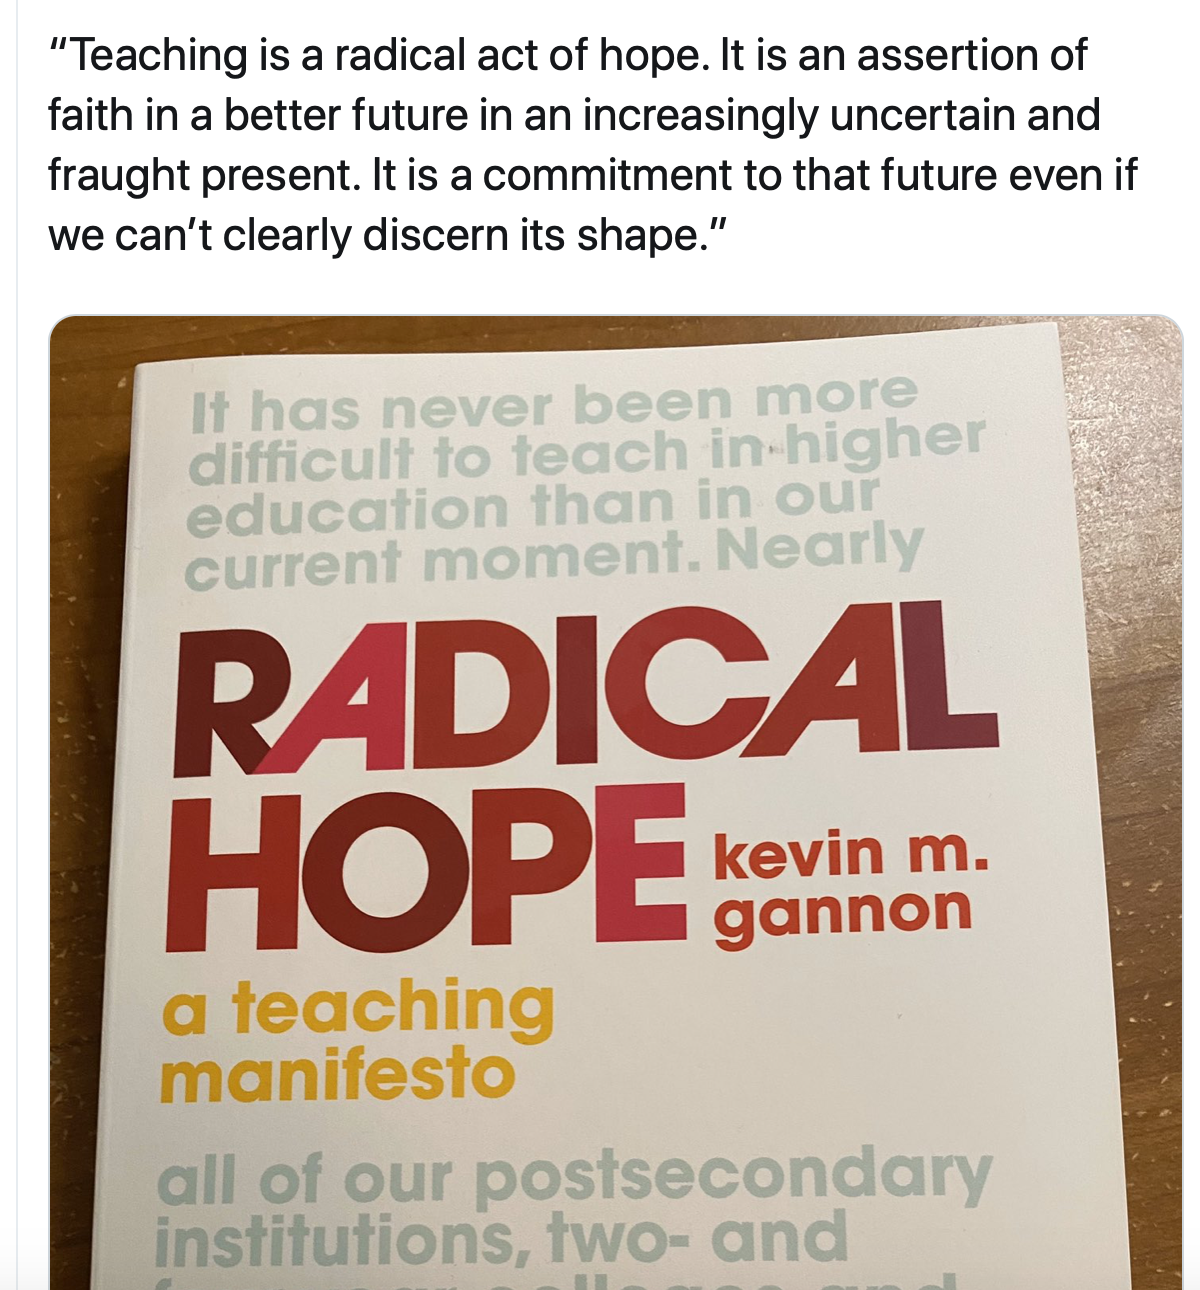 “Teaching is a radical act of hope. It is an assertion of
faith in a better future in an increasingly uncertain and
fraught present. It is a commitment to that future even if
we can’t clearly discern its shape.”
It has never been more
difficult to teach in higher
education than in our
current moment. Nearly
RADICAL
HOPE
kevin m.
gannon
a teaching
manifesto
all of our postsecondary
institutions, two- and